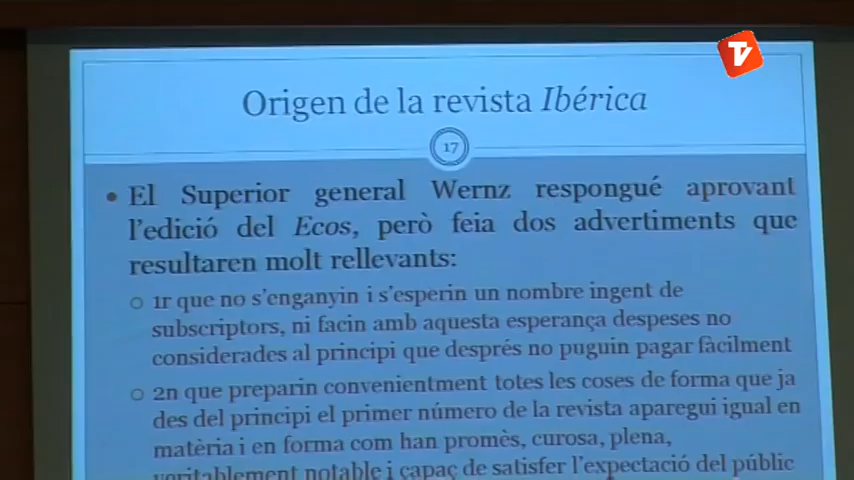 TV
Origen de la revista Ibérica
17
• El Superior general Wernz respongué aprovant
l'edició del Ecos, però feia dos advertiments que
resultaren molt rellevants:
1r que no s'enganyin i s'esperin un nombre ingent de
subscriptors, ni facin amb aquesta esperança despeses no
considerades al principi que després no puguin pagar fàcilment
2n que preparin convenientment totes les coses de forma que ja
des del principi el primer número de la revista aparegui igual en
matèria i en forma com han promès, curosa, plena,
veritablement notable i capaç de satisfer l'expectació del públic